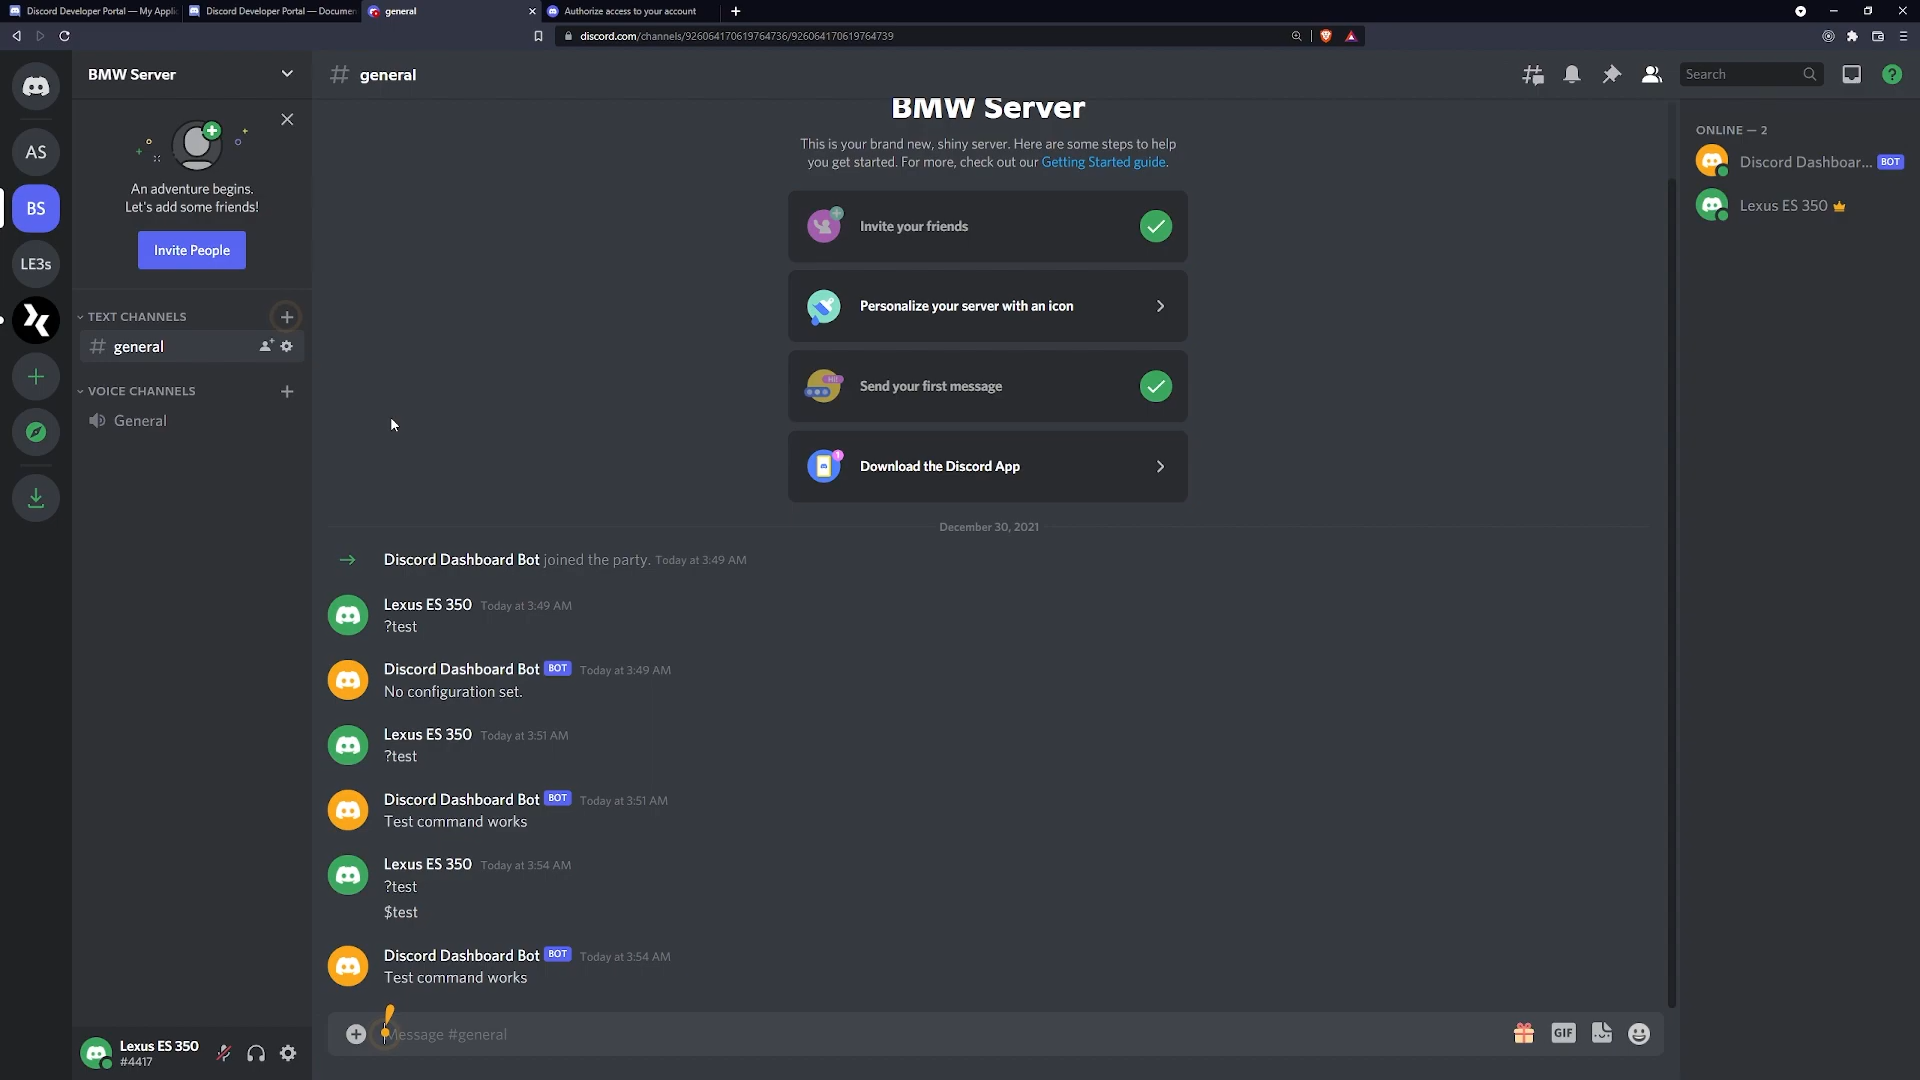 Discord Developer Portal — My Applic
Discord Developer Portal — Documen
general
Authorize access to your account
discord.com/channels/926064170619764736/926064170619764739
BMW Server
general
Search
AS
BS
LE3s
An adventure begins.
Let's add some friends!
Invite People
TEXT CHANNELS
general
VOICE CHANNELS
General
BMW Server
This is your brand new, shiny server. Here are some steps to help
you get started. For more, check out our Getting Started guide.
Invite your friends
Personalize your server with an icon
Send your first message
Download the Discord App
December 30, 2021
Discord Dashboard Bot joined the party. Today at 3:49 AM
Lexus ES 350 Today at 3:49 AM
?test
Discord Dashboard Bot BOT Today at 3:49 AM
No configuration set.
Lexus ES 350 Today at 3:51 AM
?test
Discord Dashboard Bot BOT Today at 3:51 AM
Test command works
Lexus ES 350 Today at 3:54 AM
?test
$test
Discord Dashboard Bot BOT Today at 3:54 AM
Test command works
Message #general
GIF
Lexus ES 350
#4417
ONLINE — 2
Discord Dashboar... BOT
Lexus ES 350